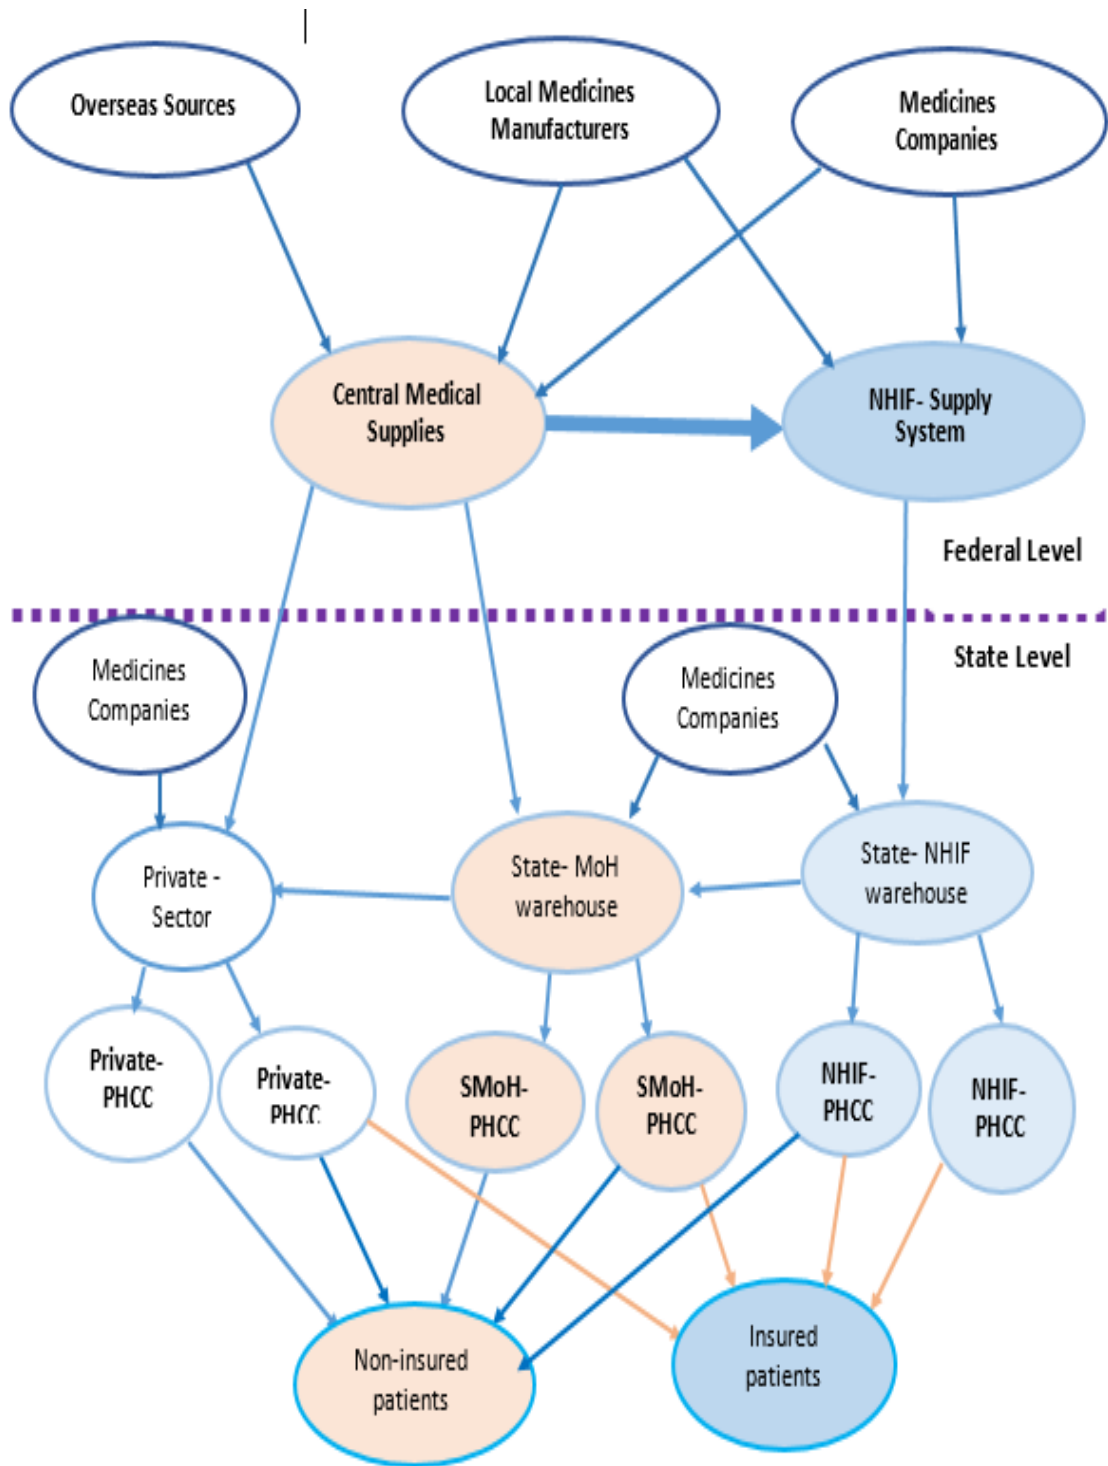 Overseas Sources
Local Medicines
Manufacturers
Medicines
Companies
Central Medical
Supplies
NHIF- Supply
System
Federal Level
State Level
Medicines
Companies
Medicines
Companies
Private -
Sector
State- MoH
warehouse
State- NHIF
warehouse
Private-
PHCC
Private-
PHCC
SMoH-
PHCC
SMoH-
PHCC
NHIF-
PHCC
NHIF-
PHCC
Non-insured
patients
Insured
patients